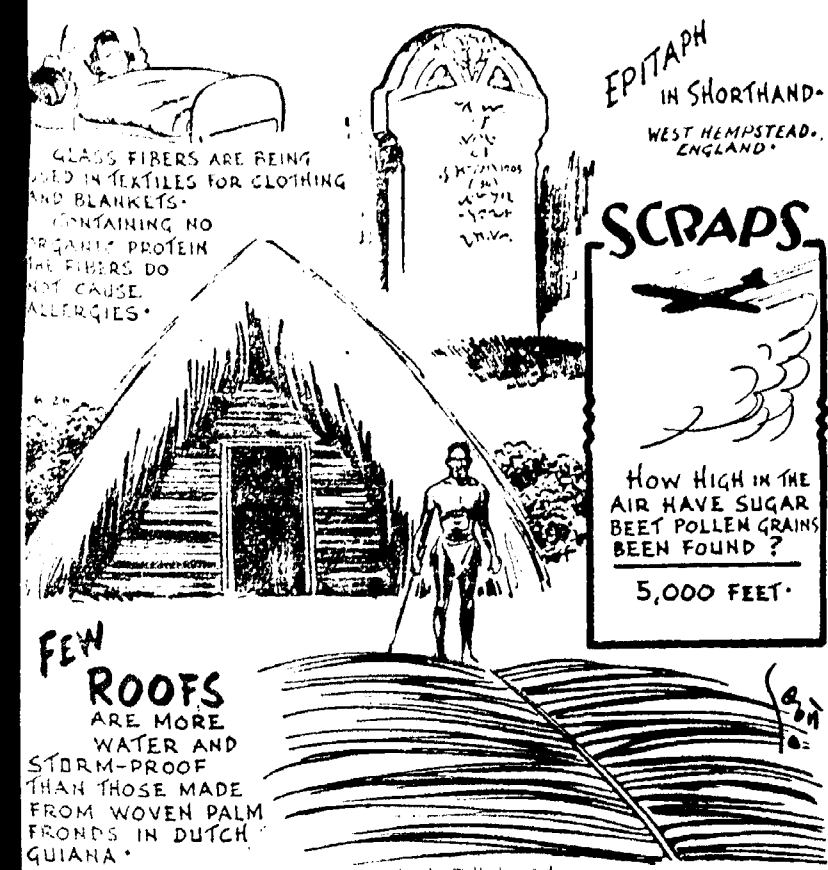 GLASS FIBERS ARE BEING
USED IN TEXTILES FOR CLOTHING
AND BLANKETS.
CONTAINING NO
ORGANIC PROTEIN
THE FIBERS DO
NOT CAUSE
ALLERGIES.
EPITAPH
IN SHORTHAND.
WEST HEMPSTEAD,
ENGLAND.
SCRAPS
HOW HIGH IN THE
AIR HAVE SUGAR
BEET POLLEN GRAINS
BEEN FOUND?
5,000 FEET.
FEW
ROOFS
ARE MORE
WATER AND
STORM-PROOF
THAN THOSE MADE
FROM WOVEN PALM
FRONDS IN DUTCH
GUIANA.